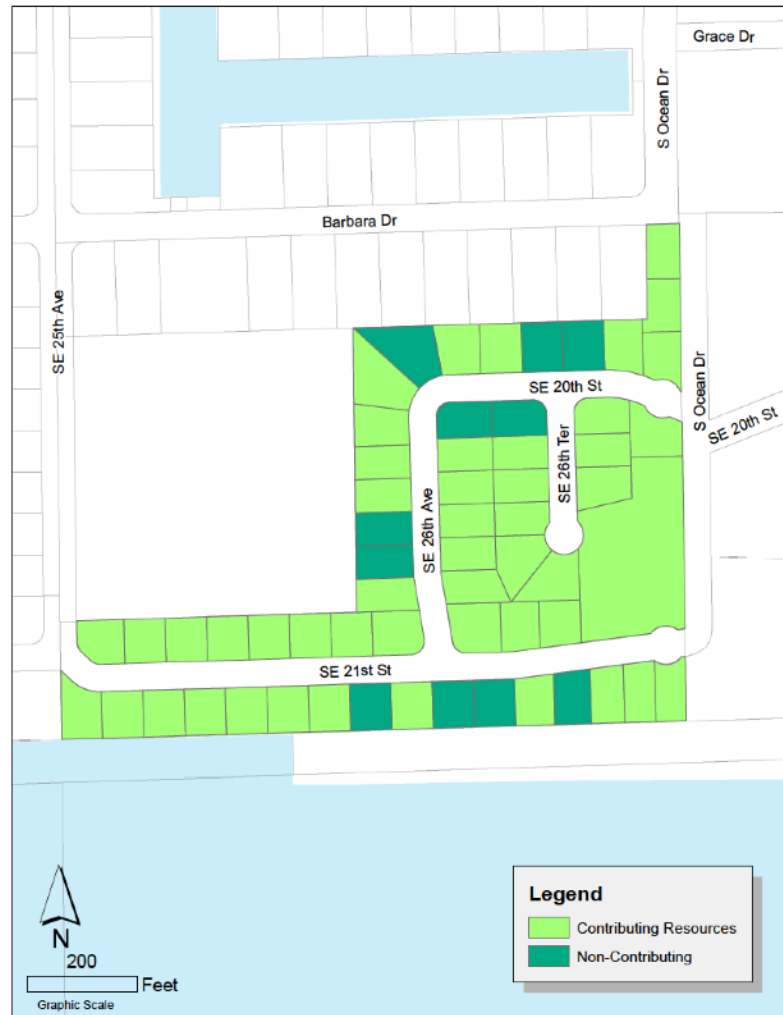 Grace Dr
S Ocean Dr
Barbara Dr
SE 25th Ave
SE 20th St
S Ocean Dr
SE 20th St
SE 26th Ter
SE 26th Ave
SE 21st St
Legend
Contributing Resources
Non-Contributing
N
200
Feet
Graphic Scale